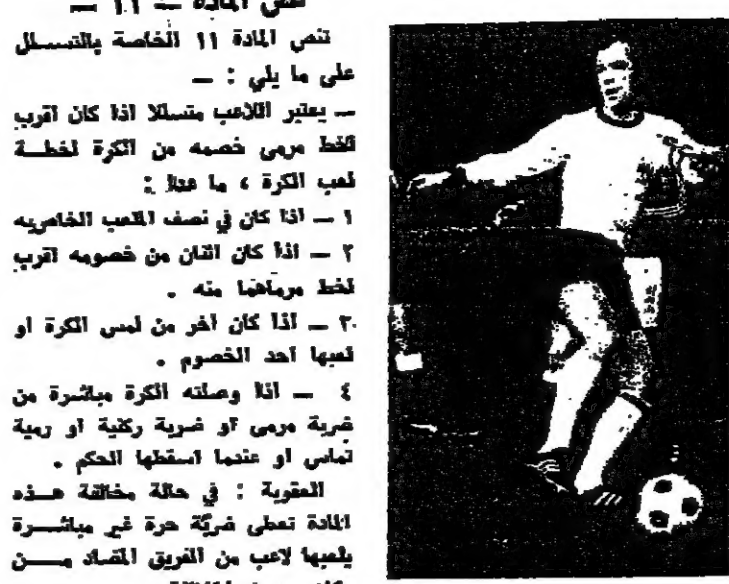 نص المادة — ١١ —
تنص المادة ١١ الخاصة بالتسلل
على ما يلي : —
— يعتبر اللاعب متسللا اذا كان اقرب
لخط مرمى خصمه من الكرة لحظة
لعب الكرة ، ما عدا :
١ — اذا كان في نصف الملعب الخاص به
٢ — اذا كان اثنان من خصومه اقرب
لخط مرماهما منه .
٣ — اذا كان آخر من لمس الكرة او
لعبها احد الخصوم .
٤ — اذا وصلته الكرة مباشرة من
ضربة مرمى او ضربة ركنية او رمية
تماس او عندما اسقطها الحكم .
العقوبة : في حالة مخالفة هذه
المادة تعطى ضربة حرة غير مباشرة
يلعبها لاعب من الفريق المضاد من